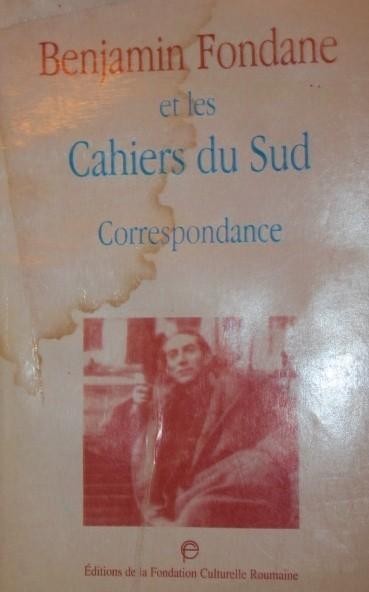 Benjamin Fondane
et les
Cahiers du Sud
Correspondance
Éditions de la Fondation Culturelle Roumaine